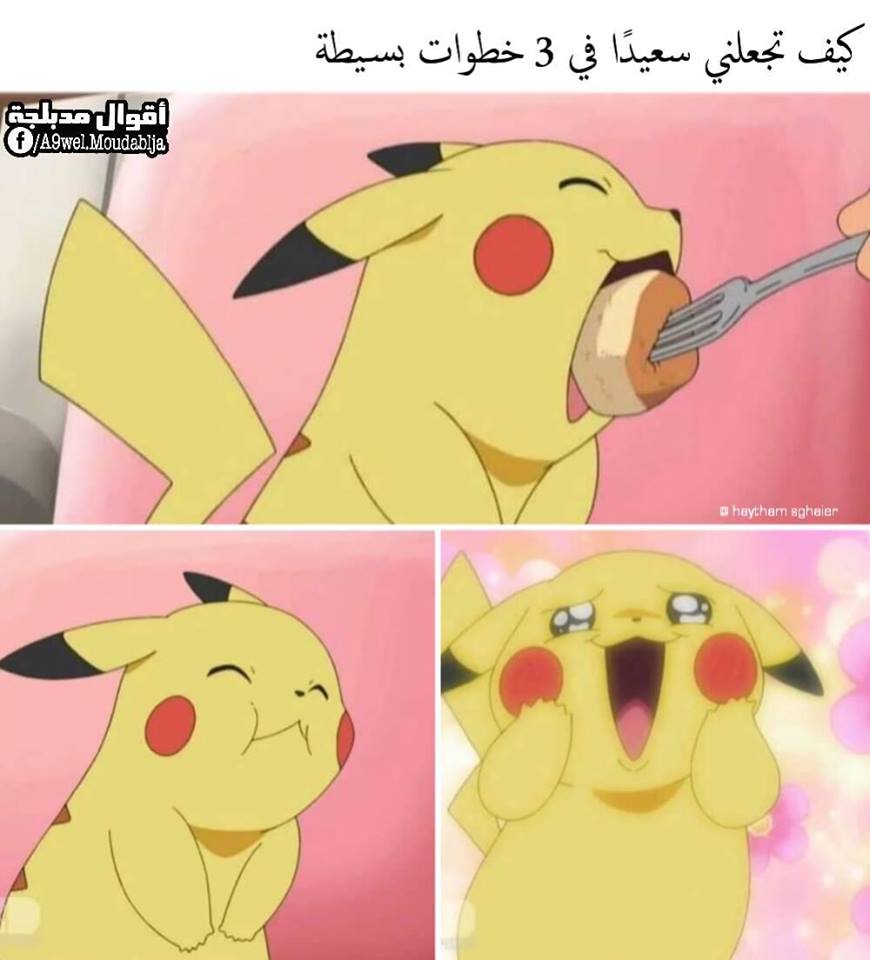 كيف تجعلني سعيدًا في 3 خطوات بسيطة
أقوال مدبلجة
f/A9wel.Moudablja
@ haytham sghaier